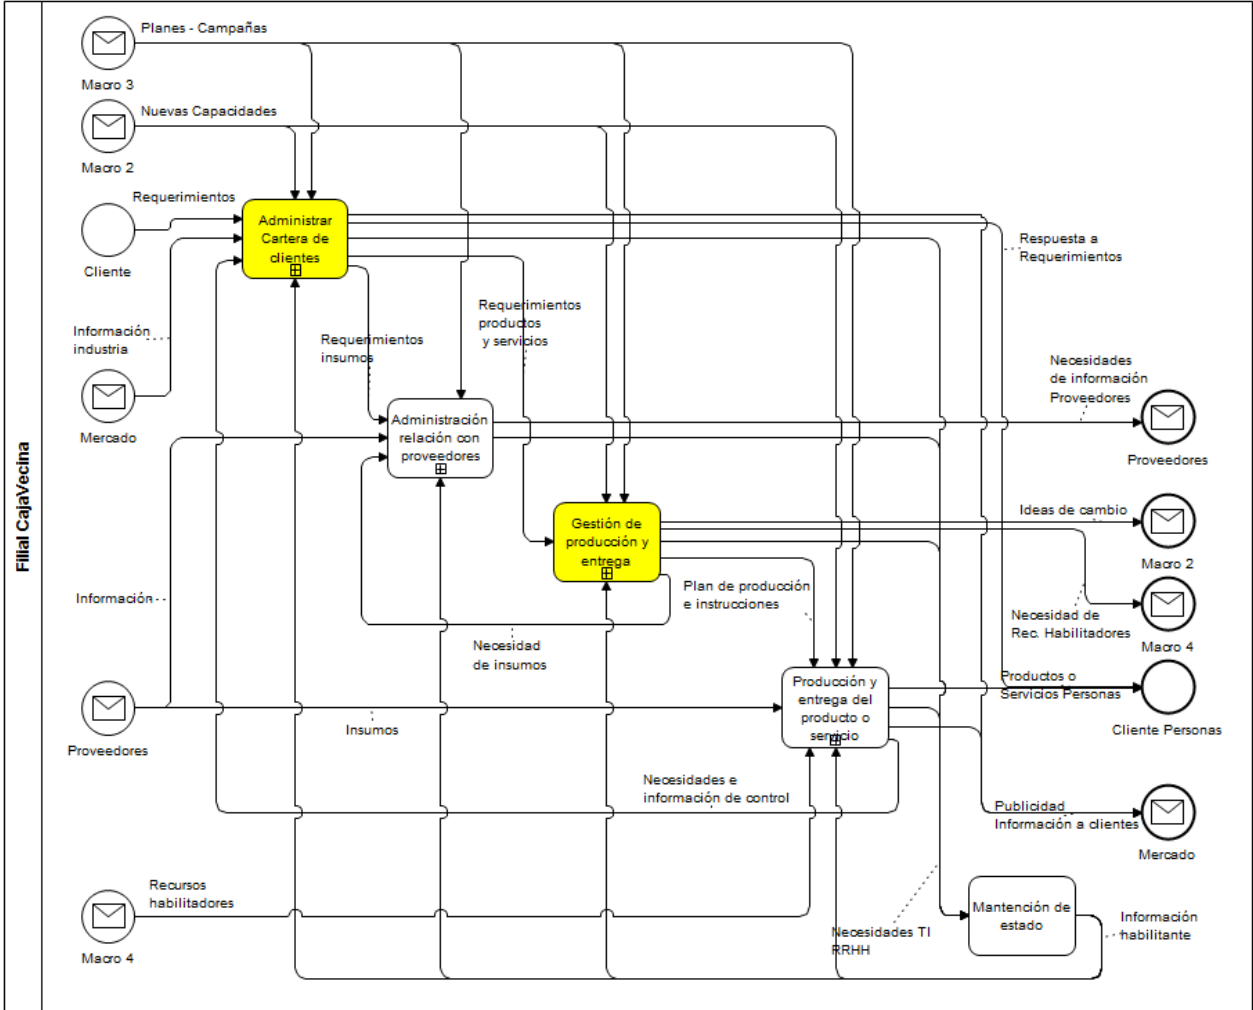 Filial CajaVecina
Planes - Campañas
Macro 3
Nuevas Capacidades
Macro 2
Requerimientos
Cliente
Administrar
Cartera de
clientes
Respuesta a
Requerimientos
Información
industria
Mercado
Requerimientos
insumos
Requerimientos
productos
y servicios
Necesidades
de información
Proveedores
Proveedores
Administración
relación con
proveedores
Gestión de
producción y
entrega
Ideas de cambio
Macro 2
Necesidad de
Rec. Habilitadores
Macro 4
Información
Necesidad
de insumos
Plan de producción
e instrucciones
Producción y
entrega del
producto o
servicio
Productos o
Servicios Personas
Cliente Personas
Proveedores
Insumos
Necesidades e
información de control
Publicidad
Información a clientes
Mercado
Recursos
habilitadores
Macro 4
Necesidades TI
RRHH
Mantención de
estado
Información
habilitante